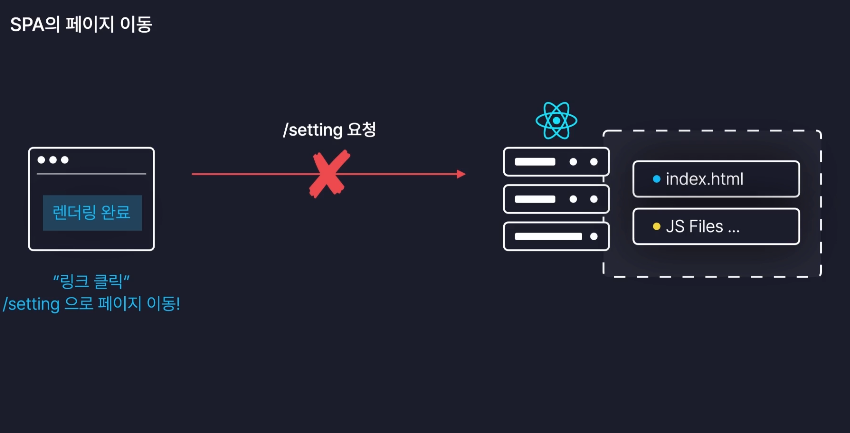 SPA의 페이지 이동
/setting 요청
렌더링 완료
index.html
JS Files ...
“링크 클릭”
/setting 으로 페이지 이동!